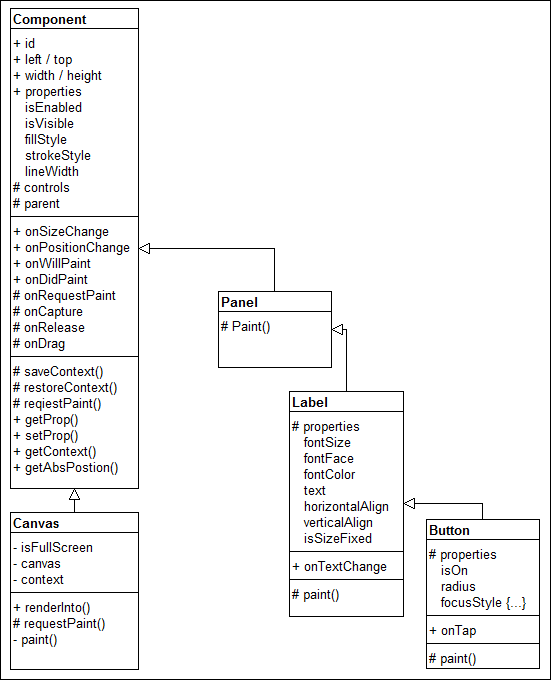 Component
+ id
+ left / top
+ width / height
+ properties
isEnabled
isVisible
fillStyle
strokeStyle
lineWidth
# controls
# parent
+ onSizeChange
+ onPositionChange
+ onWillPaint
+ onDidPaint
# onRequestPaint
# onCapture
# onRelease
# onDrag
# saveContext()
# restoreContext()
# reqiestPaint()
+ getProp()
+ setProp()
+ getContext()
+ getAbsPostion()
Canvas
- isFullScreen
- canvas
- context
+ renderInto()
# requestPaint()
- paint()
Panel
# Paint()
Label
# properties
fontSize
fontFace
fontColor
text
horizontalAlign
verticalAlign
isSizeFixed
+ onTextChange
# paint()
Button
# properties
isOn
radius
focusStyle {...}
+ onTap
# paint()